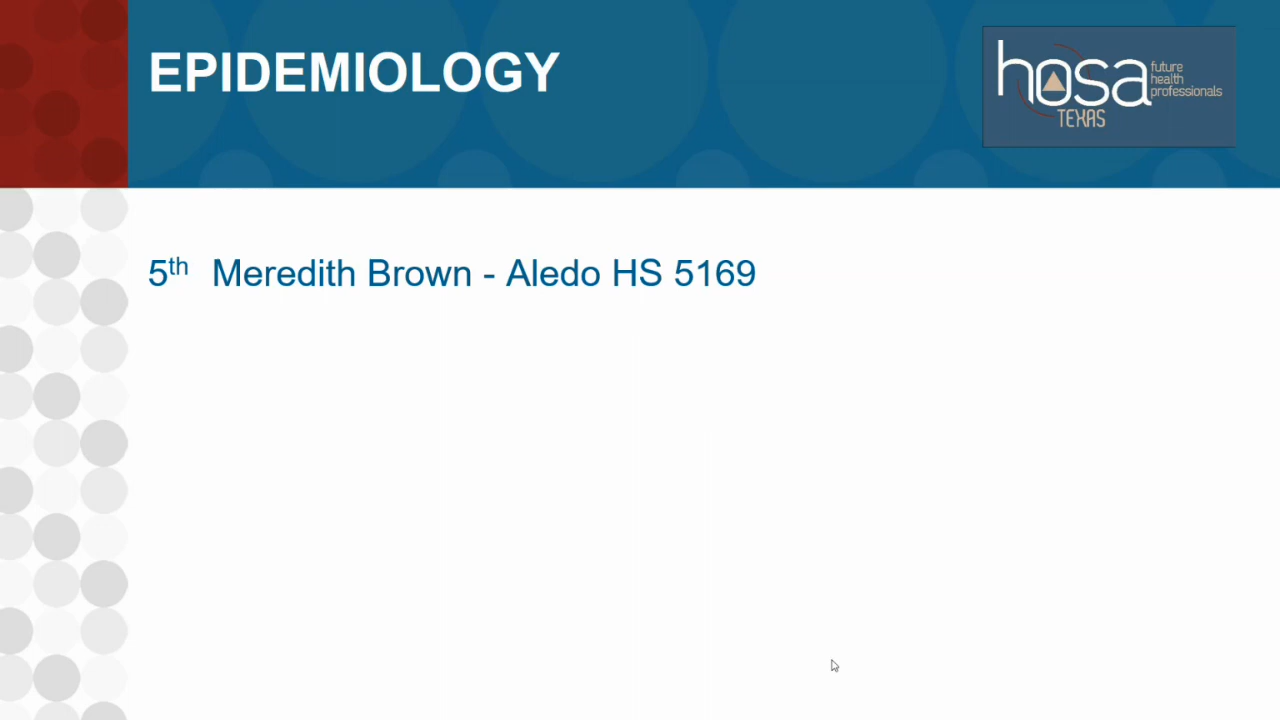 EPIDEMIOLOGY
hosa
future
health
professionals
TEXAS
5th Meredith Brown - Aledo HS 5169